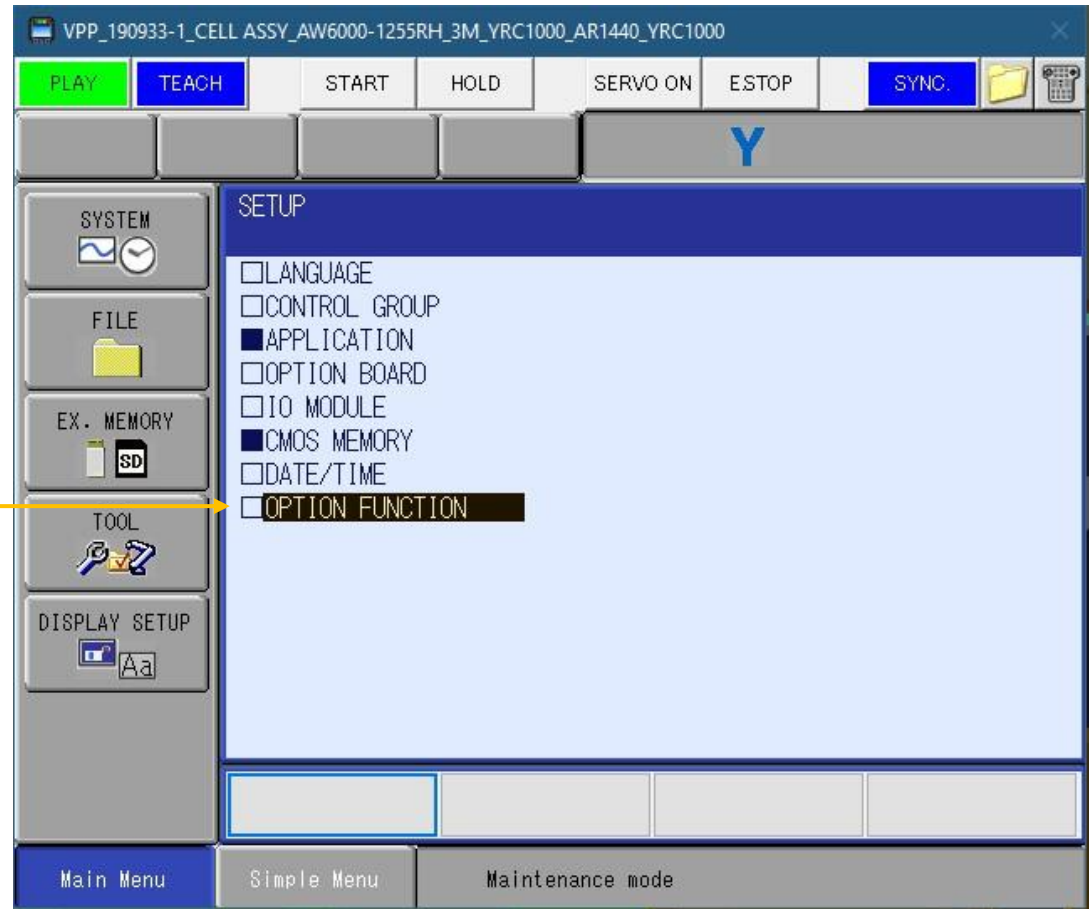 VPP_190933-1_CELL ASSY_AW6000-1255RH_3M_YRC1000_AR1440_YRC1000
PLAY TEACH START HOLD SERVO ON E.STOP SYNC.
Y
SYSTEM
FILE
EX. MEMORY
SD
TOOL
DISPLAY SETUP
Aa
SETUP
LANGUAGE
CONTROL GROUP
APPLICATION
OPTION BOARD
IO MODULE
CMOS MEMORY
DATE/TIME
OPTION FUNCTION
Main Menu Simple Menu Maintenance mode